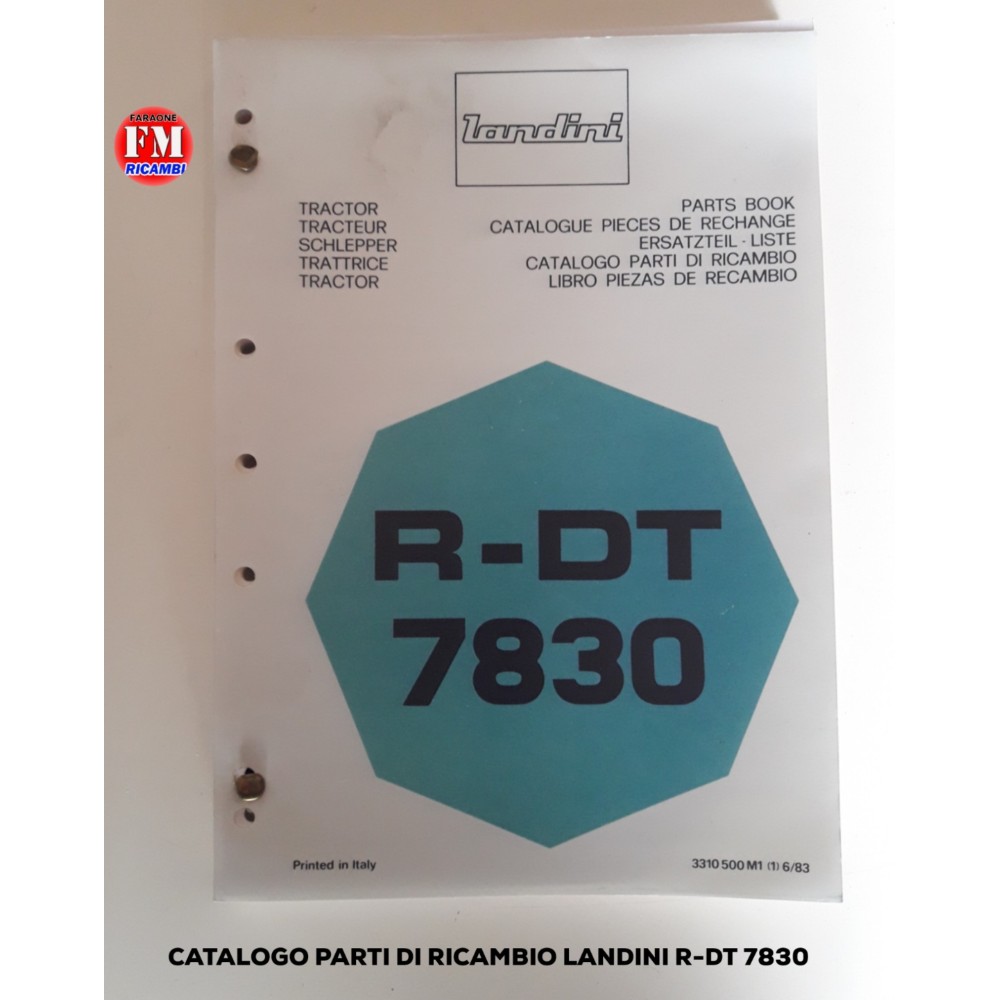 FARAONE
FM
RICAMBI
landini
TRACTOR
TRACTEUR
SCHLEPPER
TRATTRICE
TRACTOR
PARTS BOOK
CATALOGUE PIECES DE RECHANGE
ERSATZTEIL - LISTE
CATALOGO PARTI DI RICAMBIO
LIBRO PIEZAS DE RECAMBIO
R-DT
7830
Printed in Italy
3310 500 M1 (1) 6/83
CATALOGO PARTI DI RICAMBIO LANDINI R-DT 7830